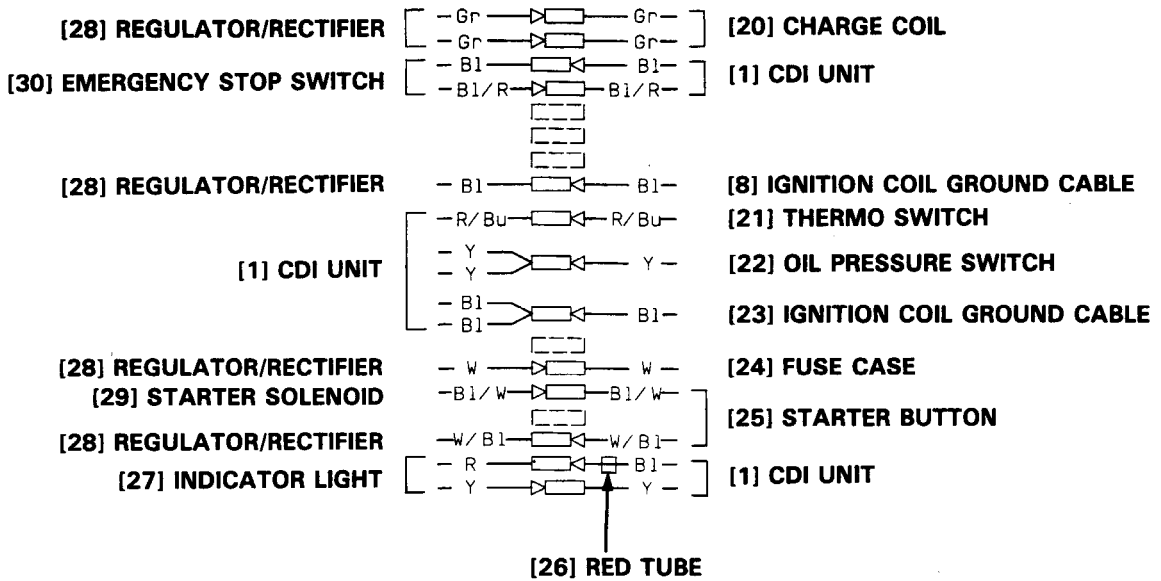 [28] REGULATOR/RECTIFIER Gr Gr [20] CHARGE COIL
Gr Gr
[30] EMERGENCY STOP SWITCH Bl Bl [1] CDI UNIT
Bl/R Bl/R
[28] REGULATOR/RECTIFIER Bl Bl [8] IGNITION COIL GROUND CABLE
R/Bu R/Bu [21] THERMO SWITCH
[1] CDI UNIT Y Y Y [22] OIL PRESSURE SWITCH
Bl Bl Bl [23] IGNITION COIL GROUND CABLE
[28] REGULATOR/RECTIFIER W W [24] FUSE CASE
[29] STARTER SOLENOID Bl/W Bl/W [25] STARTER BUTTON
[28] REGULATOR/RECTIFIER W/Bl W/Bl
[27] INDICATOR LIGHT R Bl [1] CDI UNIT
Y Y
[26] RED TUBE